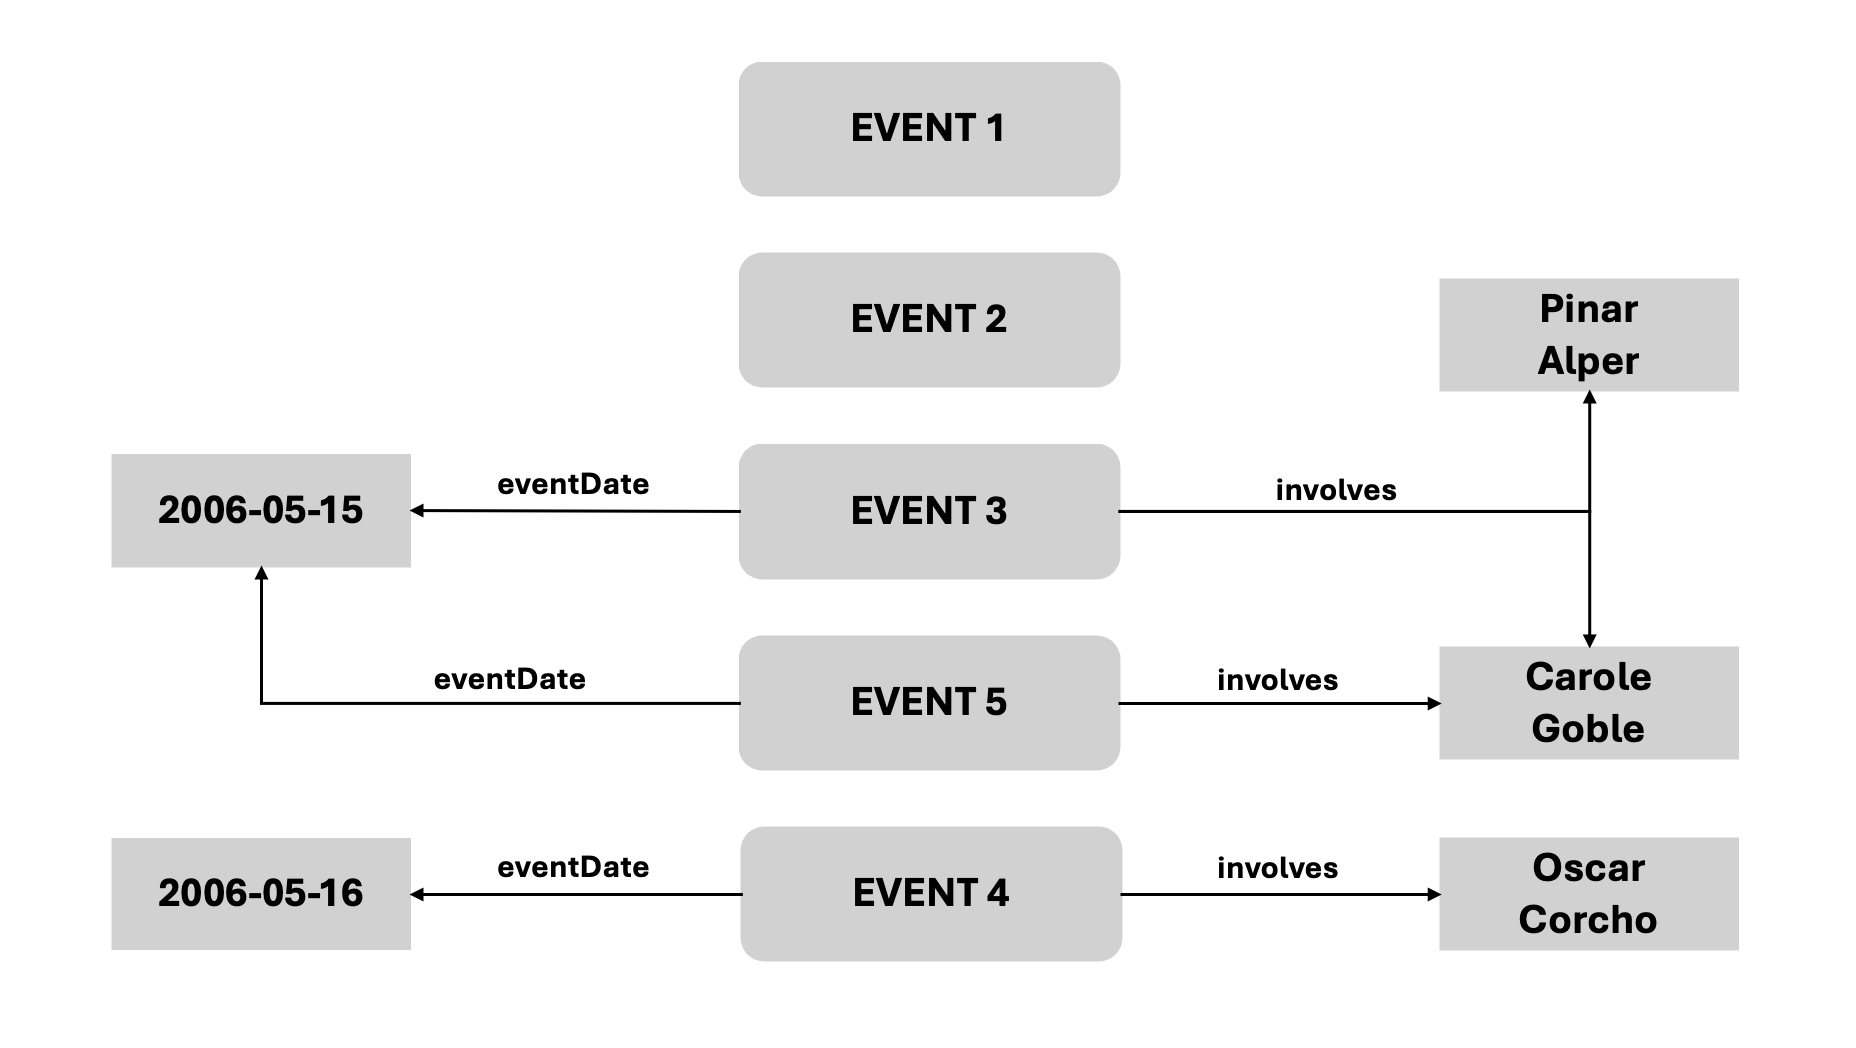 EVENT 1
EVENT 2
Pinar
Alper
2006-05-15
eventDate
EVENT 3
involves
eventDate
EVENT 5
involves
Carole
Goble
2006-05-16
eventDate
EVENT 4
involves
Oscar
Corcho